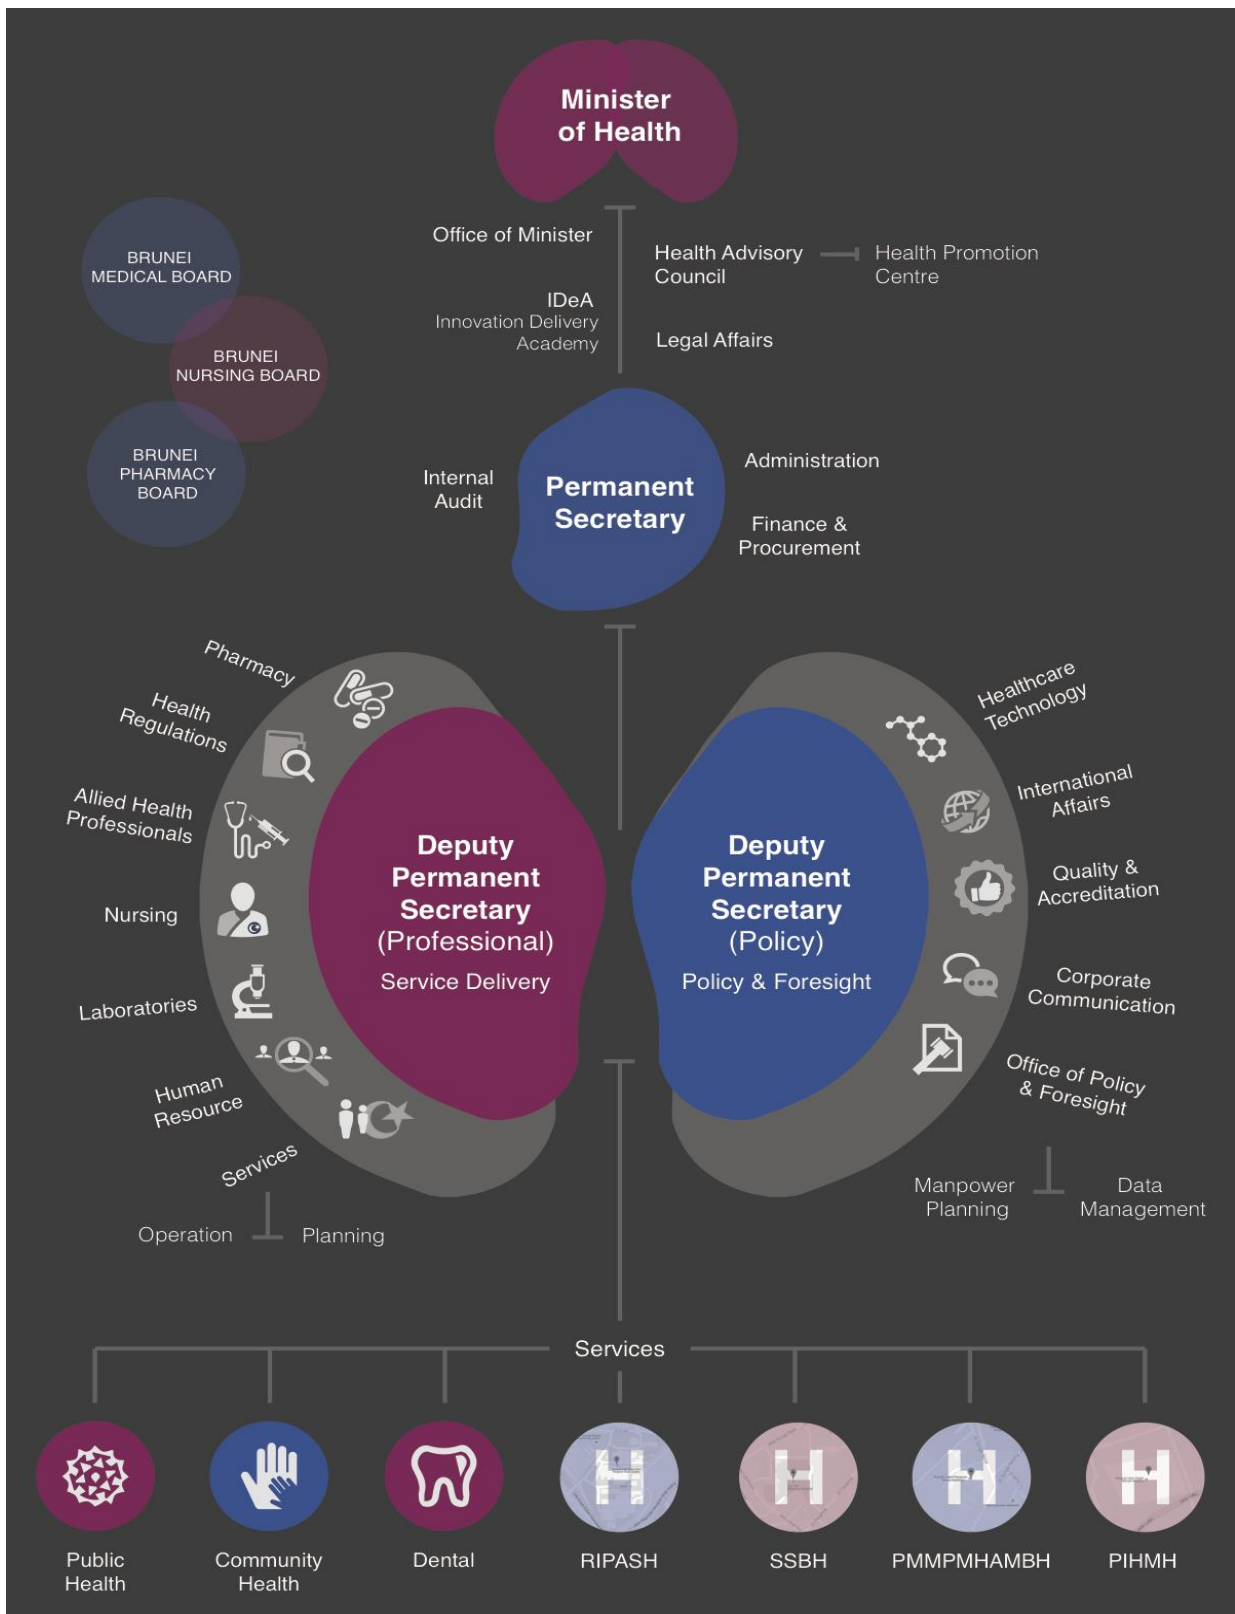 Minister
of Health
Office of Minister
Health Advisory
Council
Health Promotion
Centre
IDeA
Innovation Delivery
Academy
Legal Affairs
BRUNEI
MEDICAL BOARD
BRUNEI
NURSING BOARD
BRUNEI
PHARMACY
BOARD
Internal
Audit
Permanent
Secretary
Administration
Finance &
Procurement
Pharmacy
Health
Regulations
Allied Health
Professionals
Nursing
Laboratories
Human
Resource
Services
Operation
Planning
Deputy
Permanent
Secretary
(Professional)
Service Delivery
Deputy
Permanent
Secretary
(Policy)
Policy & Foresight
Healthcare
Technology
International
Affairs
Quality &
Accreditation
Corporate
Communication
Office of Policy
& Foresight
Manpower
Planning
Data
Management
Services
Public
Health
Community
Health
Dental
H
RIPASH
H
SSBH
H
PMMPMHAMBH
H
PIHMH